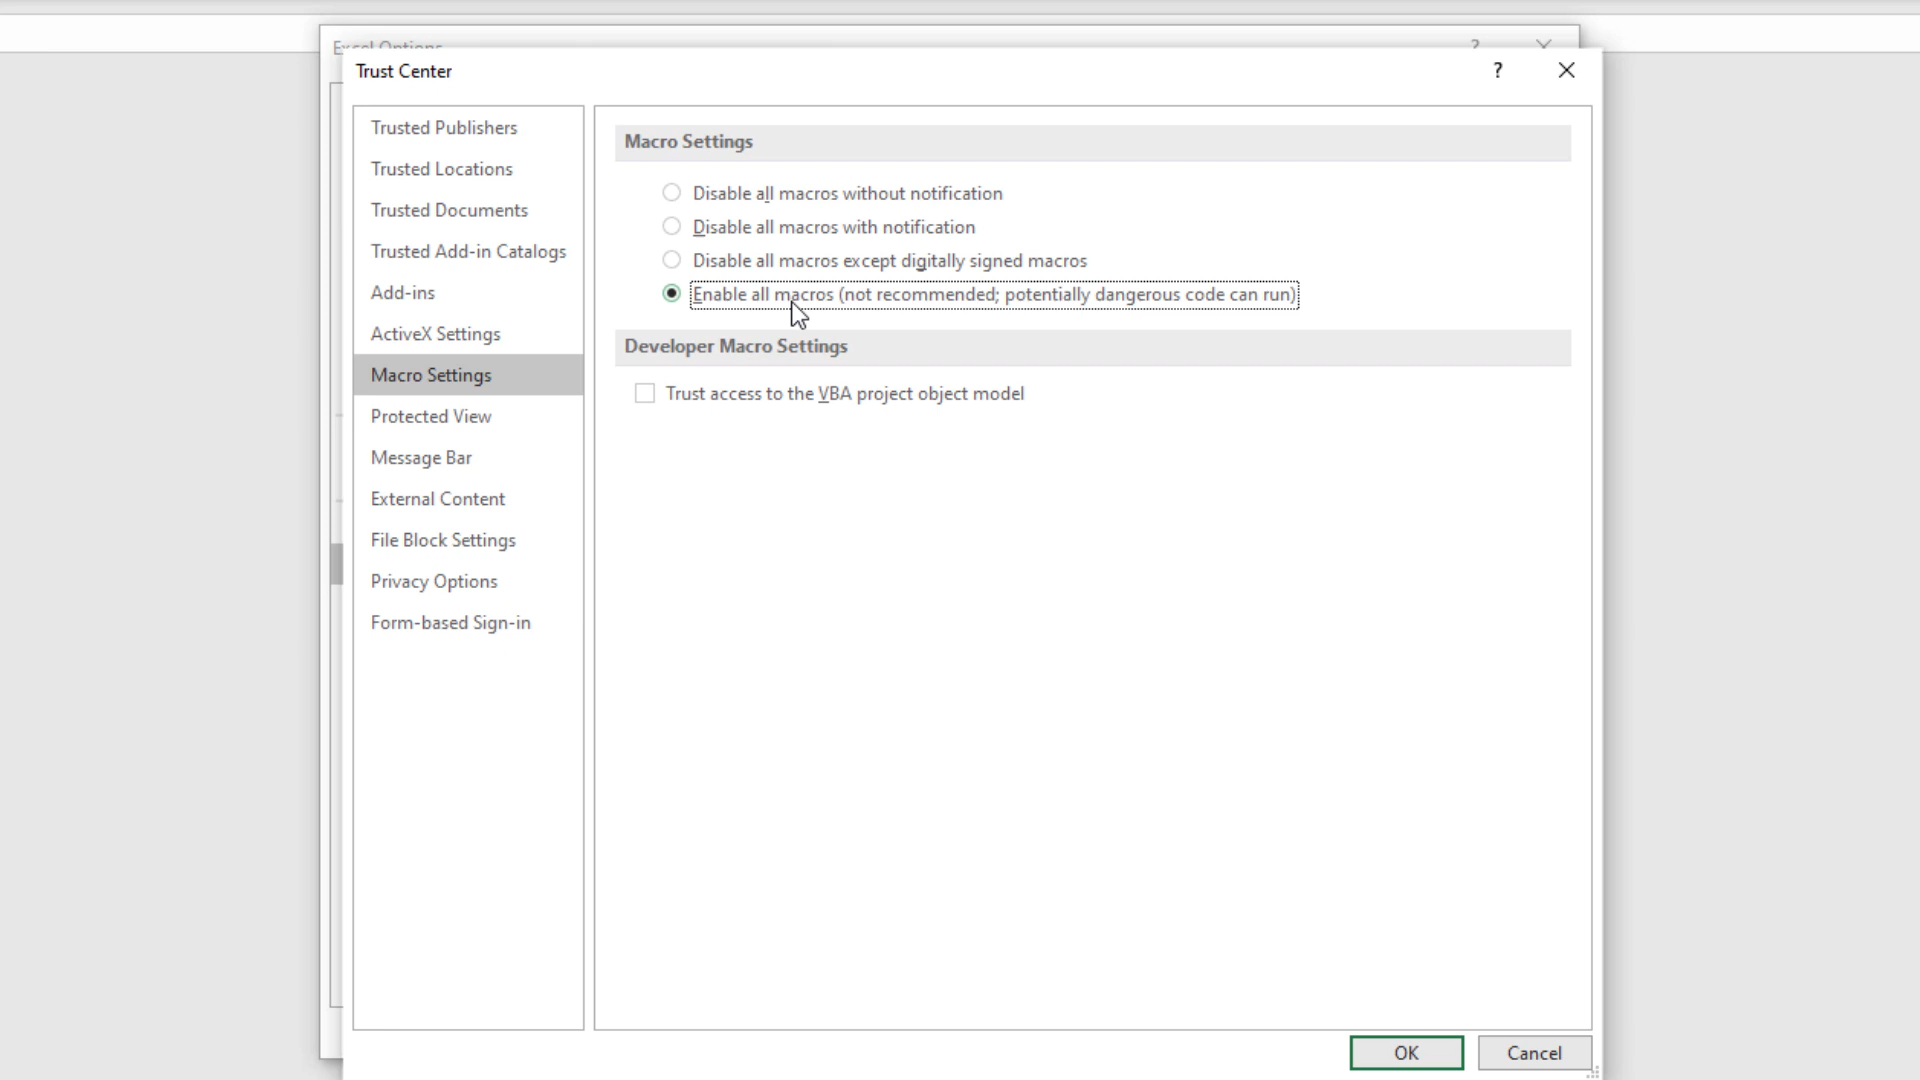 Excel Options
Trust Center
?
Trusted Publishers
Trusted Locations
Trusted Documents
Trusted Add-in Catalogs
Add-ins
ActiveX Settings
Macro Settings
Protected View
Message Bar
External Content
File Block Settings
Privacy Options
Form-based Sign-in
Macro Settings
Disable all macros without notification
Disable all macros with notification
Disable all macros except digitally signed macros
Enable all macros (not recommended; potentially dangerous code can run)
Developer Macro Settings
Trust access to the VBA project object model
OK
Cancel